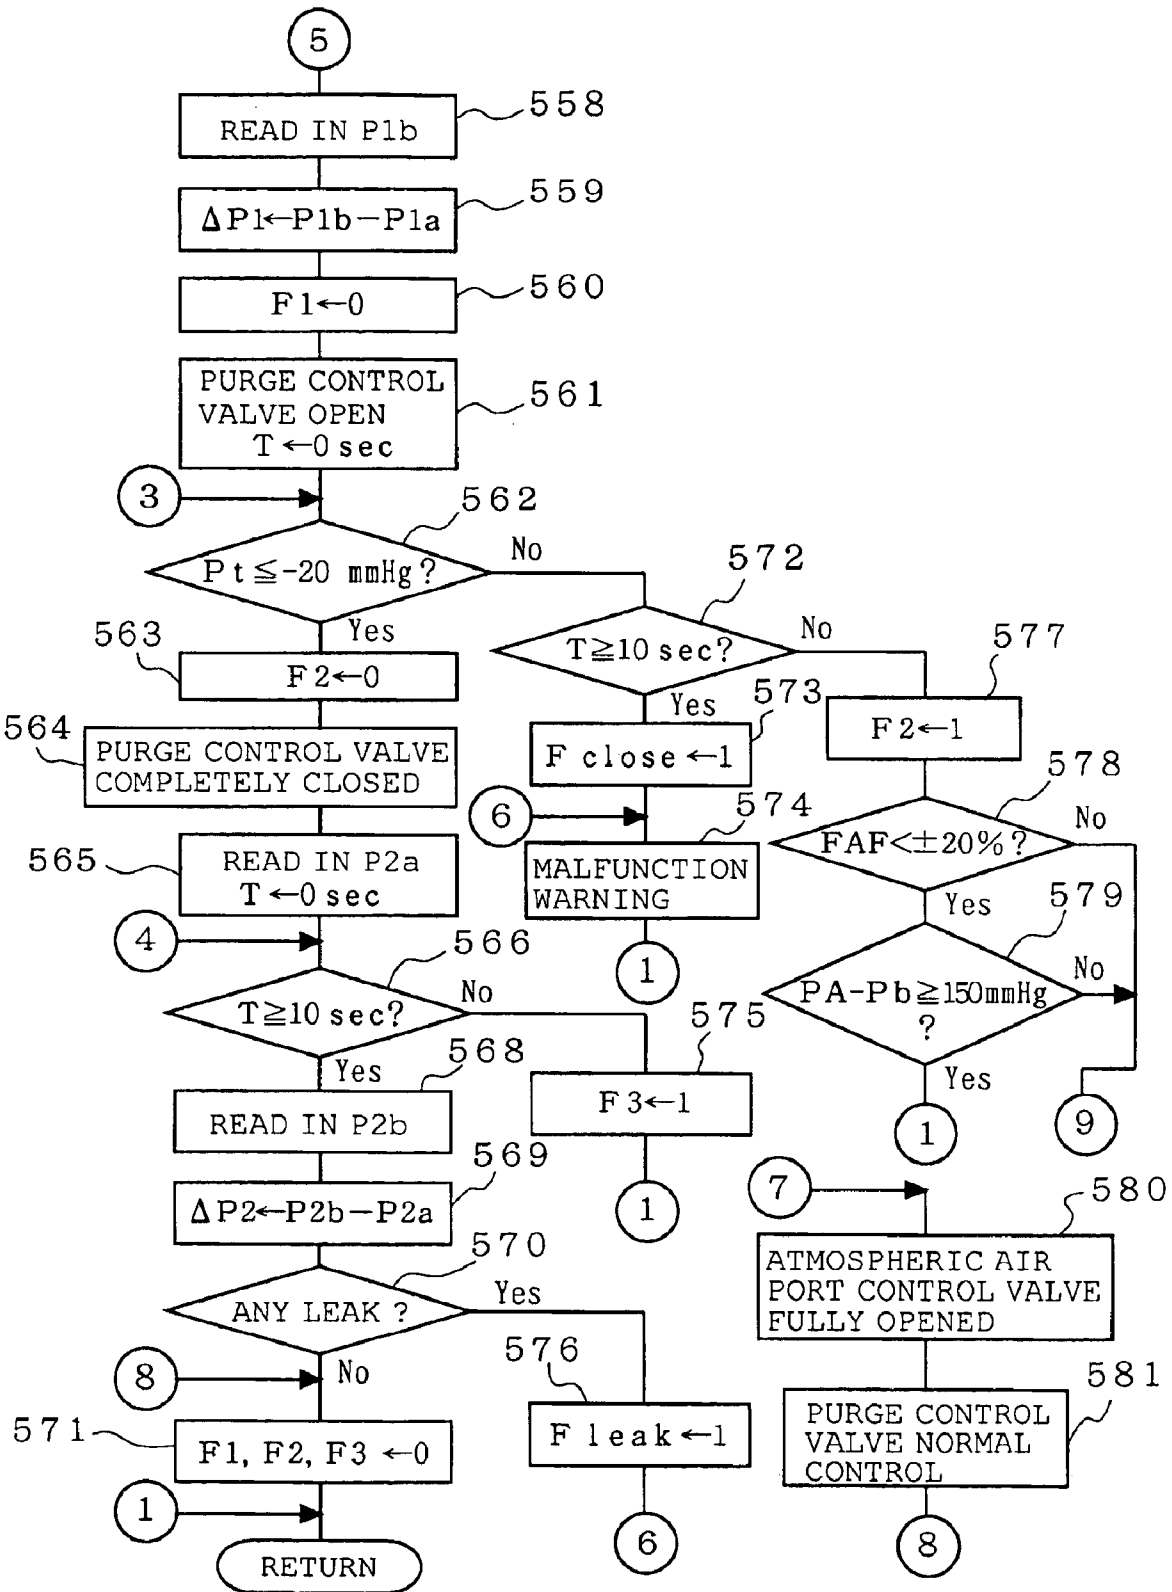 5
558
READ IN P1b
559
ΔP1←P1b−P1a
560
F1←0
561
PURGE CONTROL
VALVE OPEN
T ←0 sec
3
562
Pt≦-20 mmHg?
No
Yes
563
F2←0
564
PURGE CONTROL VALVE
COMPLETELY CLOSED
565
READ IN P2a
T ←0 sec
4
566
T≧10 sec?
No
Yes
568
READ IN P2b
569
ΔP2←P2b−P2a
570
ANY LEAK ?
Yes
No
8
571
F1, F2, F3 ←0
1
RETURN
572
T≧10 sec?
No
Yes
573
F close ←1
6
574
MALFUNCTION
WARNING
1
575
F3←1
1
576
F leak←1
6
577
F2←1
578
FAF<±20%?
No
Yes
579
PA-Pb≧150mmHg
?
No
Yes
1
9
7
580
ATMOSPHERIC AIR
PORT CONTROL VALVE
FULLY OPENED
581
PURGE CONTROL
VALVE NORMAL
CONTROL
8